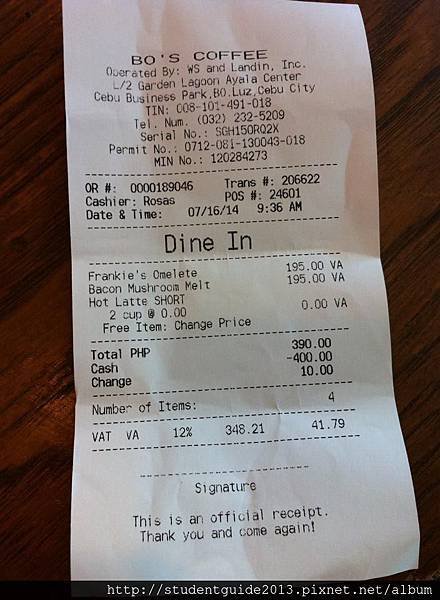 BO'S COFFEE
Operated By: WS and Landin, Inc.
L/2 Garden Lagoon Ayala Center
Cebu Business Park,BO.Luz,Cebu City
TIN: 008-101-491-018
Tel. Num. (032) 232-5209
Serial No.: SGH150RQ2X
Permit No.: 0712-081-130043-018
MIN No.: 120284273
OR #: 0000189046 Trans #: 206622
Cashier: Rosas POS #: 24601
Date & Time: 07/16/14 9:36 AM
Dine In
Frankie's Omelete 195.00 VA
Bacon Mushroom Melt 195.00 VA
Hot Latte SHORT
2 cup @ 0.00 0.00 VA
Free Item: Change Price
Total PHP 390.00
Cash -400.00
Change 10.00
Number of Items: 4
VAT VA 12% 348.21 41.79
Signature
This is an official receipt.
Thank you and come again!
http://studentguide2013.pixnet.net/album